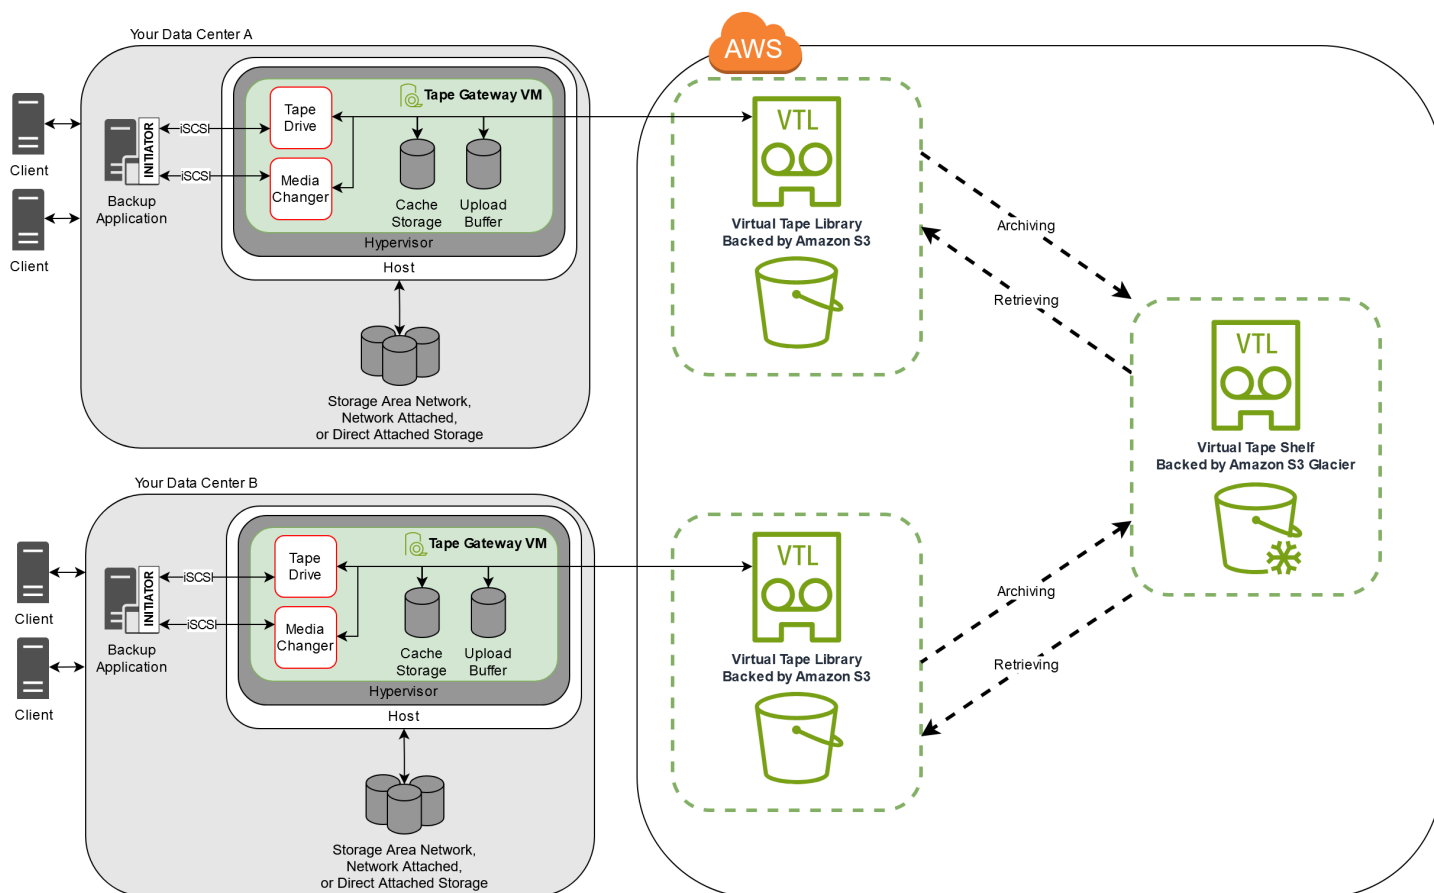 Your Data Center A
AWS
Tape Gateway VM
Tape
Drive
iSCSI
INITIATOR
Client
iSCSI
Media
Changer
Backup
Application
Cache
Storage
Upload
Buffer
Client
Hypervisor
Host
Storage Area Network,
Network Attached,
or Direct Attached Storage
VTL
Virtual Tape Library
Backed by Amazon S3
Archiving
Retrieving
VTL
Virtual Tape Shelf
Backed by Amazon S3 Glacier
Your Data Center B
Tape Gateway VM
Tape
Drive
iSCSI
INITIATOR
Client
iSCSI
Media
Changer
Backup
Application
Cache
Storage
Upload
Buffer
Client
Hypervisor
Host
Storage Area Network,
Network Attached,
or Direct Attached Storage
VTL
Virtual Tape Library
Backed by Amazon S3
Archiving
Retrieving